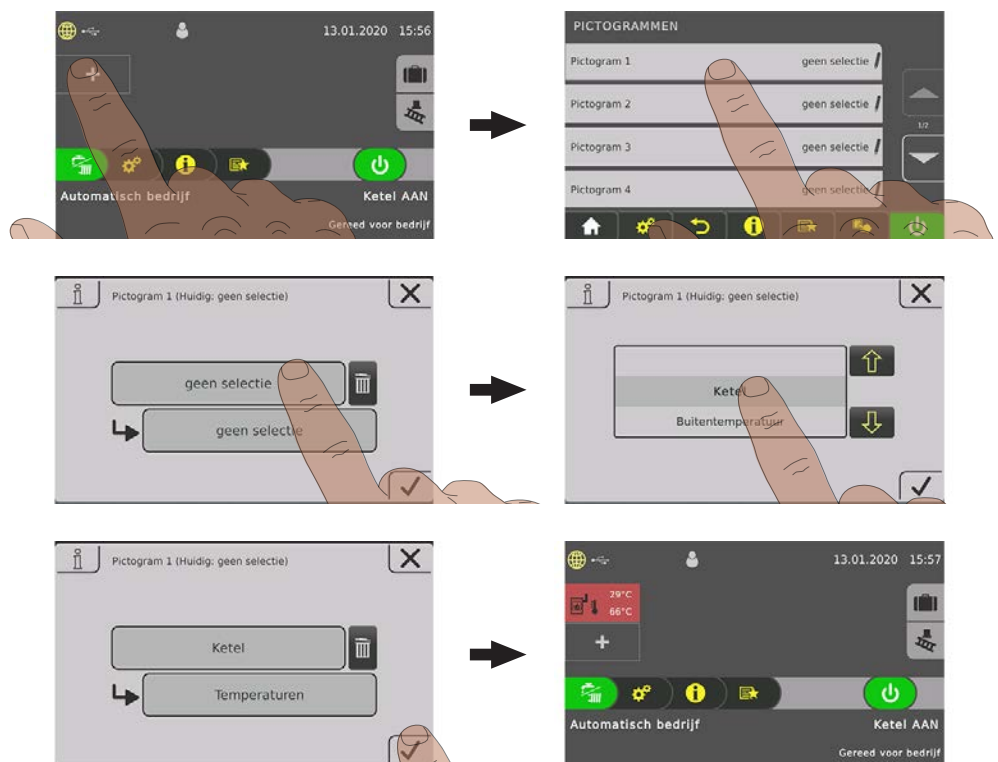 13.01.2020 15:56
+
Automatisch bedrijf
Ketel AAN
Gereed voor bedrijf
PICTOGRAMMEN
Pictogram 1 geen selectie
Pictogram 2 geen selectie
1/2
Pictogram 3 geen selectie
Pictogram 4 geen selectie
Pictogram 1 (Huidig: geen selectie)
geen selectie
geen selectie
Pictogram 1 (Huidig: geen selectie)
Ketel
Buitentemperatuur
Pictogram 1 (Huidig: geen selectie)
Ketel
Temperaturen
13.01.2020 15:57
29°C
66°C
+
Automatisch bedrijf
Ketel AAN
Gereed voor bedrijf